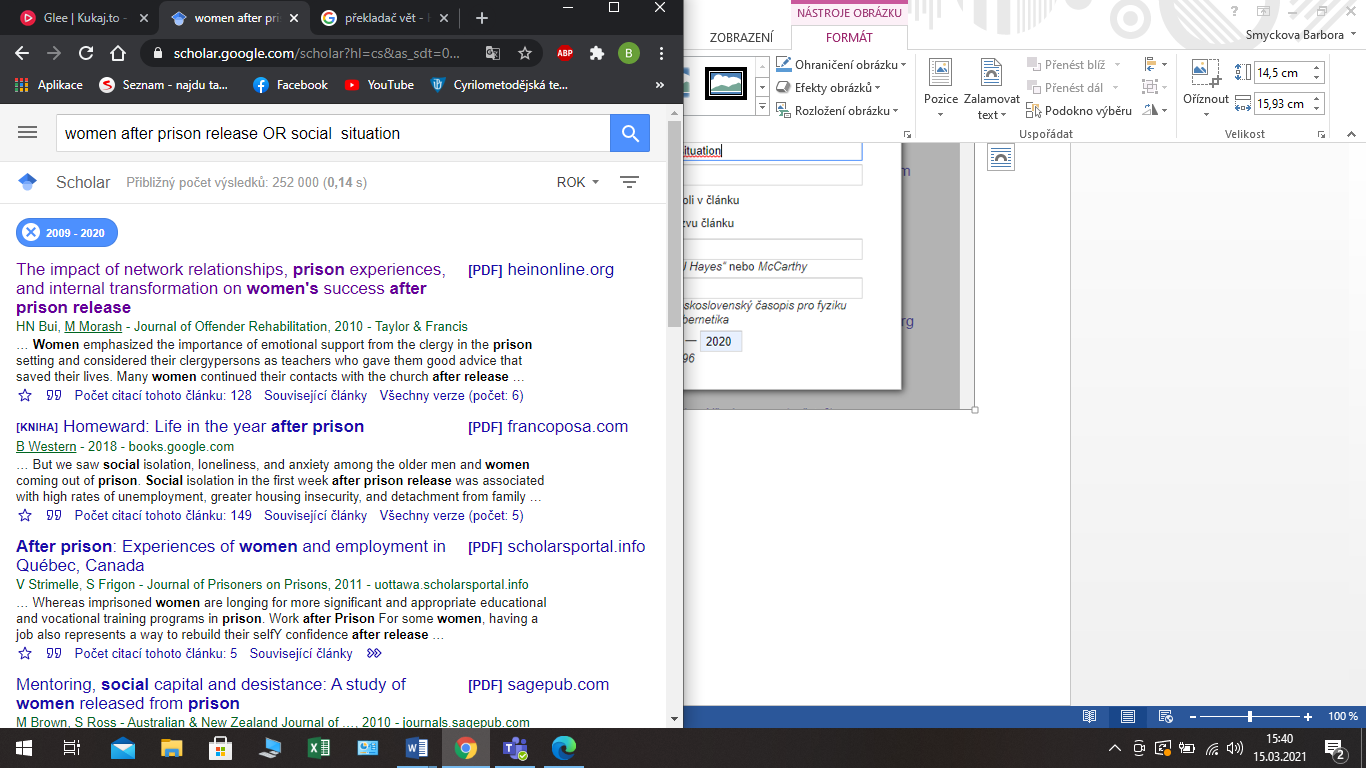 Glee | Kukaj.to -
women after pri
překladač vět -
scholar.google.com/scholar?hl=cs&as_sdt=0...
ABP
B
Aplikace
Seznam - najdu ta...
Facebook
YouTube
Cyrilometodějská te...
»
women after prison release OR social situation
Scholar
Přibližný počet výsledků: 252 000 (0,14 s)
ROK
2009 - 2020
The impact of network relationships, prison experiences,
and internal transformation on women's success after
prison release
[PDF] heinonline.org
HN Bui, M Morash - Journal of Offender Rehabilitation, 2010 - Taylor & Francis
... Women emphasized the importance of emotional support from the clergy in the prison
setting and considered their clergypersons as teachers who gave them good advice that
saved their lives. Many women continued their contacts with the church after release ...
Počet citací tohoto článku: 128 Související články Všechny verze (počet: 6)
[KNIHA] Homeward: Life in the year after prison
[PDF] francoposa.com
B Western - 2018 - books.google.com
... But we saw social isolation, loneliness, and anxiety among the older men and women
coming out of prison. Social isolation in the first week after prison release was associated
with high rates of unemployment, greater housing insecurity, and detachment from family ...
Počet citací tohoto článku: 149 Související články Všechny verze (počet: 5)
After prison: Experiences of women and employment in
Québec, Canada
[PDF] scholarsportal.info
V Strimelle, S Frigon - Journal of Prisoners on Prisons, 2011 - uottawa.scholarsportal.info
... Whereas imprisoned women are longing for more significant and appropriate educational
and vocational training programs in prison. Work after Prison For some women, having a
job also represents a way to rebuild their selfY confidence after release ...
Počet citací tohoto článku: 5 Související články
Mentoring, social capital and desistance: A study of
women released from prison
[PDF] sagepub.com
M Brown, S Ross - Australian & New Zealand Journal of ..., 2010 - journals.sagepub.com
NÁSTROJE OBRÁZKU
ZOBRAZENÍ
FORMÁT
Smyckova Barbora
Ohraničení obrázku
Efekty obrázků
Rozložení obrázku
Pozice
Zalamovat
text
Přenést blíž
Přenést dál
Podokno výběru
Uspořádat
Oříznout
14,5 cm
15,93 cm
Velikost
situation
oli v článku
zvu článku
Hayes" nebo McCarthy
skoslovenský časopis pro fyziku
bernetika
— 2020
96
m
rg
100 %
15:40
15.03.2021
2